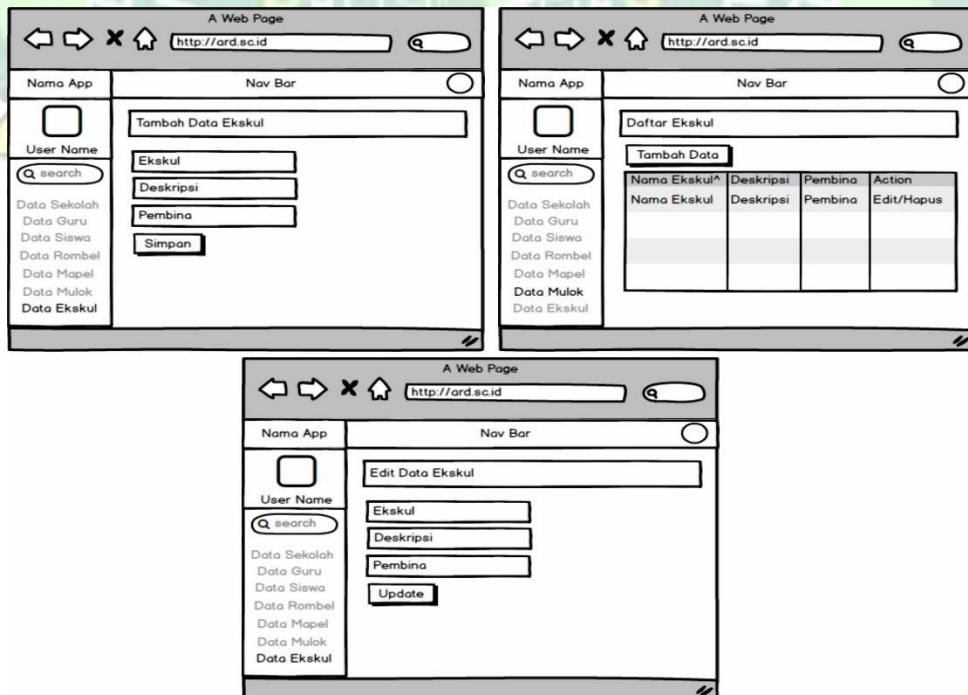 A Web Page
http://ard.sc.id
Nama App
Nav Bar
User Name
search
Data Sekolah
Data Guru
Data Siswa
Data Rombel
Data Mapel
Data Mulok
Data Ekskul
Tambah Data Ekskul
Ekskul
Deskripsi
Pembina
Simpan
A Web Page
http://ard.sc.id
Nama App
Nav Bar
User Name
search
Data Sekolah
Data Guru
Data Siswa
Data Rombel
Data Mapel
Data Mulok
Data Ekskul
Daftar Ekskul
Tambah Data
Nama Ekskul^ Deskripsi Pembina Action
Nama Ekskul Deskripsi Pembina Edit/Hapus
A Web Page
http://ard.sc.id
Nama App
Nav Bar
User Name
search
Data Sekolah
Data Guru
Data Siswa
Data Rombel
Data Mapel
Data Mulok
Data Ekskul
Edit Data Ekskul
Ekskul
Deskripsi
Pembina
Update